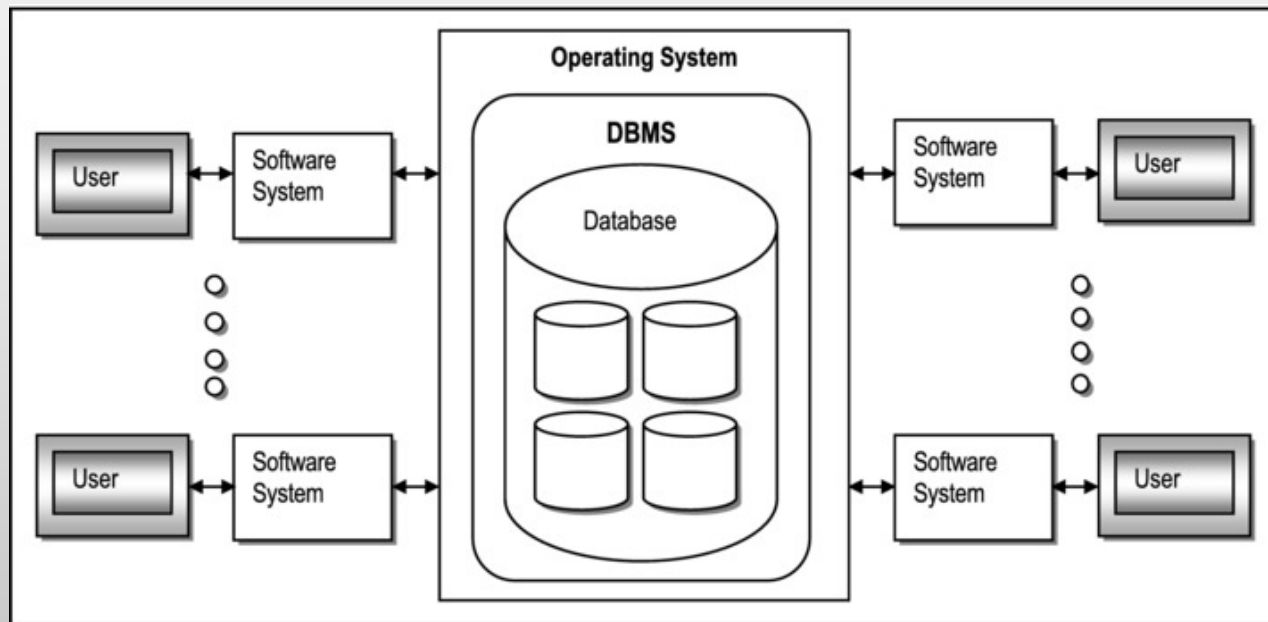 Operating System
DBMS
Database
User
Software
System
Software
System
User
User
Software
System
Software
System
User